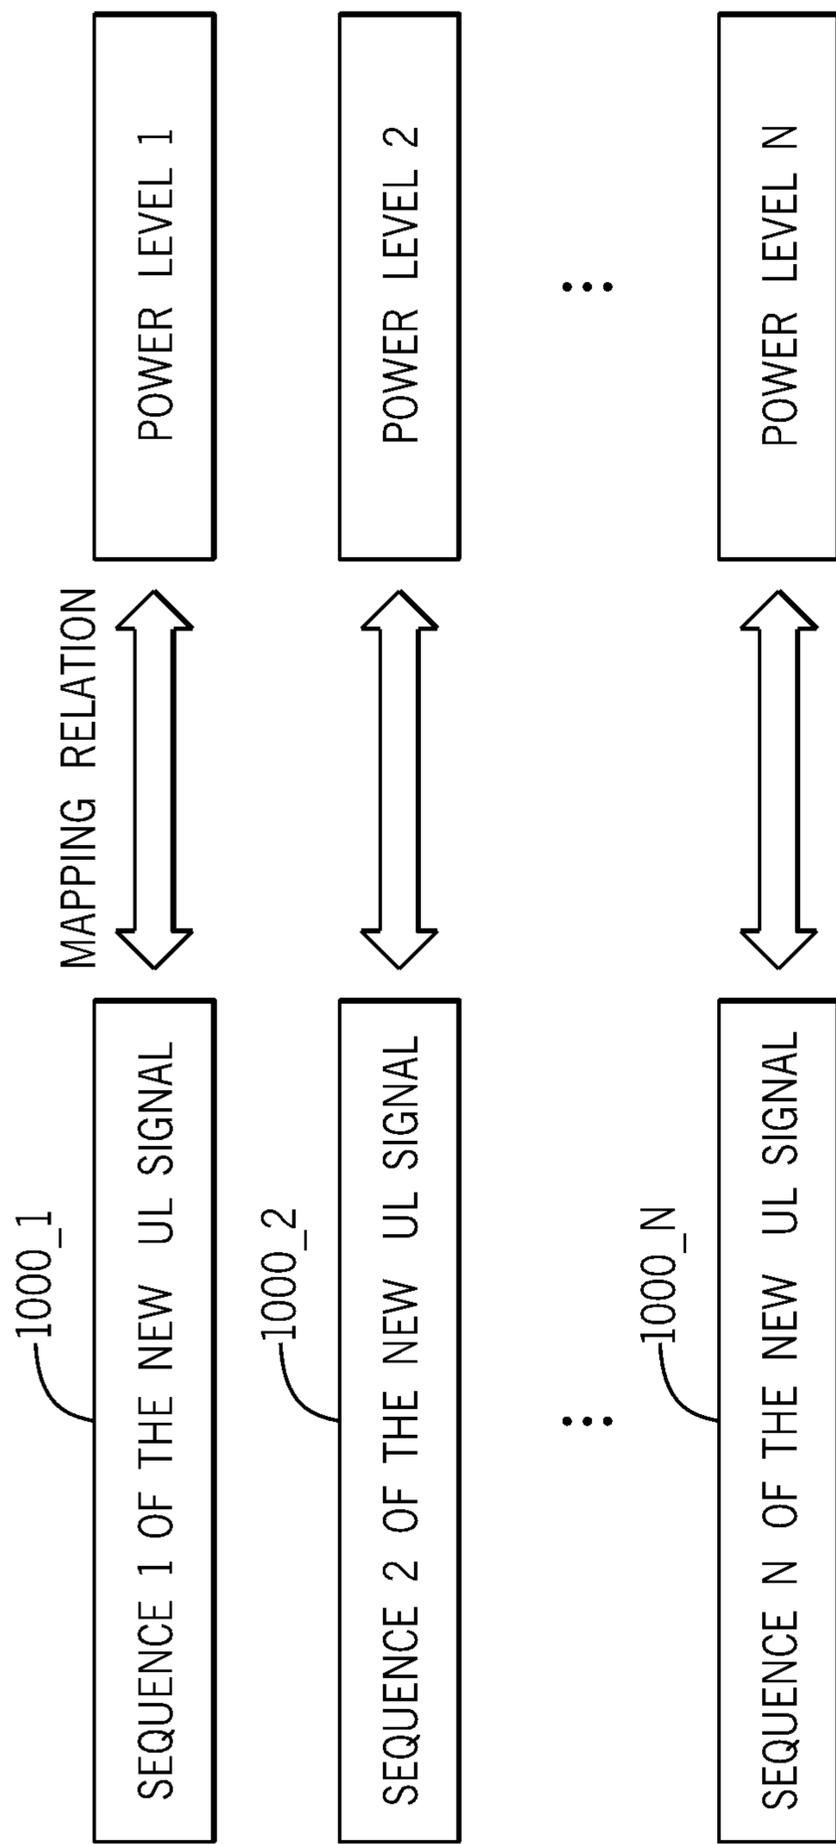 MAPPING RELATION
1000_1
SEQUENCE 1 OF THE NEW UL SIGNAL
POWER LEVEL 1
1000_2
SEQUENCE 2 OF THE NEW UL SIGNAL
POWER LEVEL 2
...
...
1000_N
SEQUENCE N OF THE NEW UL SIGNAL
POWER LEVEL N